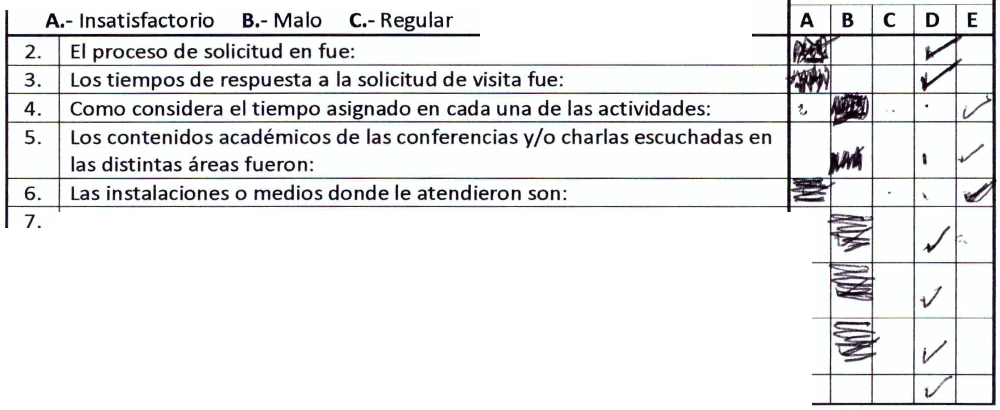 A.- Insatisfactorio B.- Malo C.- Regular A B C D E
2. El proceso de solicitud en fue: ✓
3. Los tiempos de respuesta a la solicitud de visita fue: ✓
4. Como considera el tiempo asignado en cada una de las actividades: ✓
5. Los contenidos académicos de las conferencias y/o charlas escuchadas en
las distintas áreas fueron: ✓
6. Las instalaciones o medios donde le atendieron son: ✓
7.
✓
✓
✓
✓